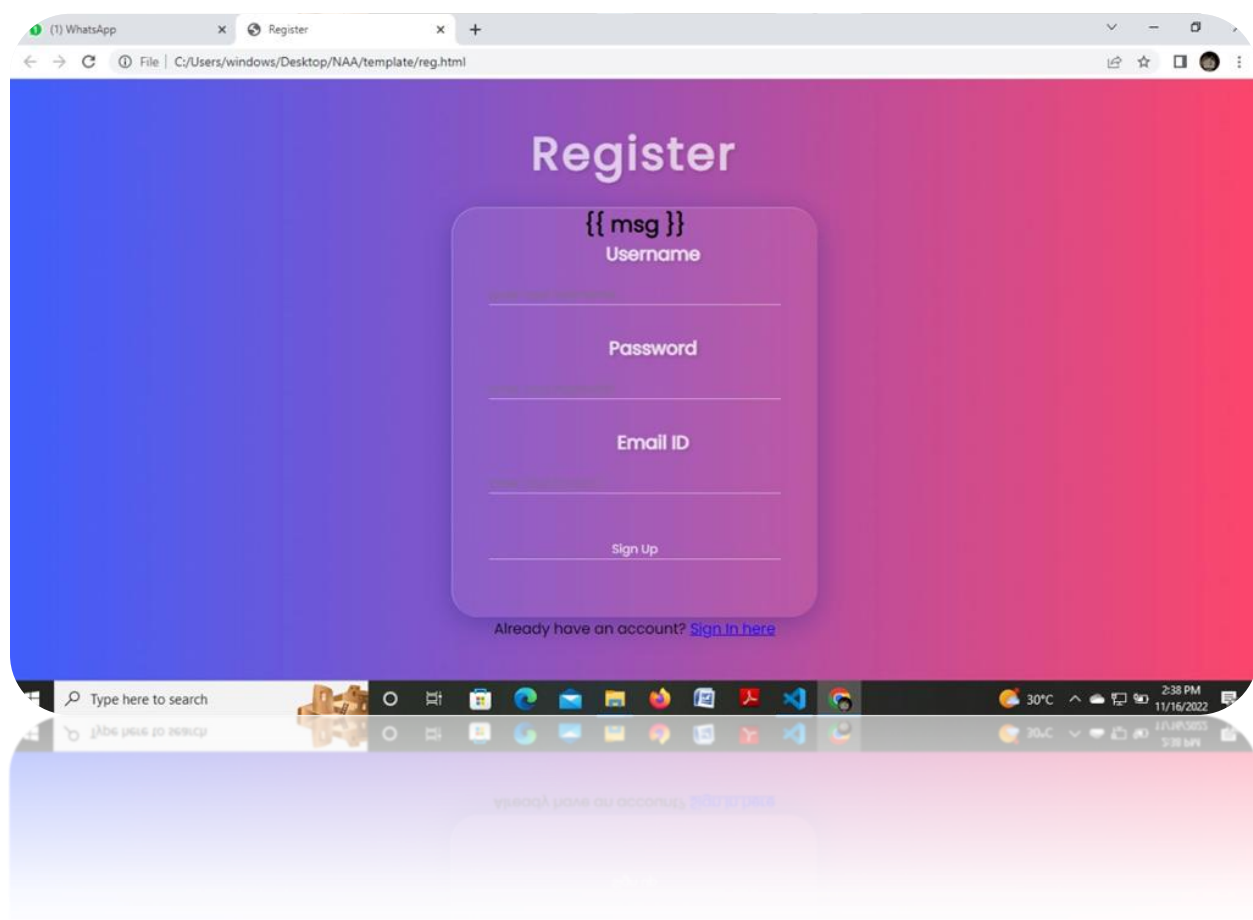 (1) WhatsApp
Register
File | C:/Users/windows/Desktop/NAA/template/reg.html
Register
{{ msg }}
Username
Password
Email ID
Sign Up
Already have an account? Sign In here
Type here to search
30°C
2:38 PM
11/16/2022